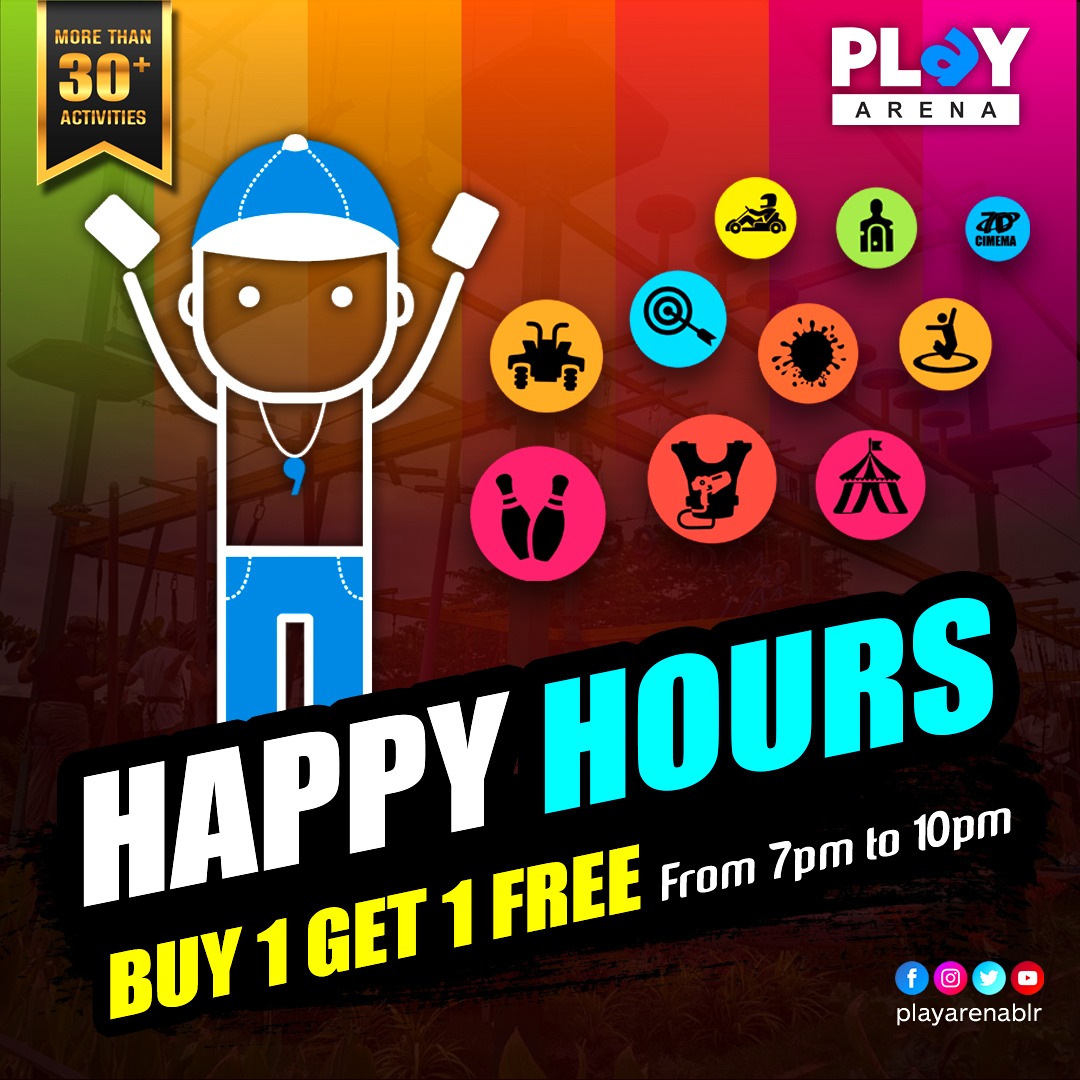 MORE THAN
30+
ACTIVITIES
PLaY
ARENA
7D
CIMEMA
HAPPY HOURS
BUY 1 GET 1 FREE From 7pm to 10pm
playarenablr